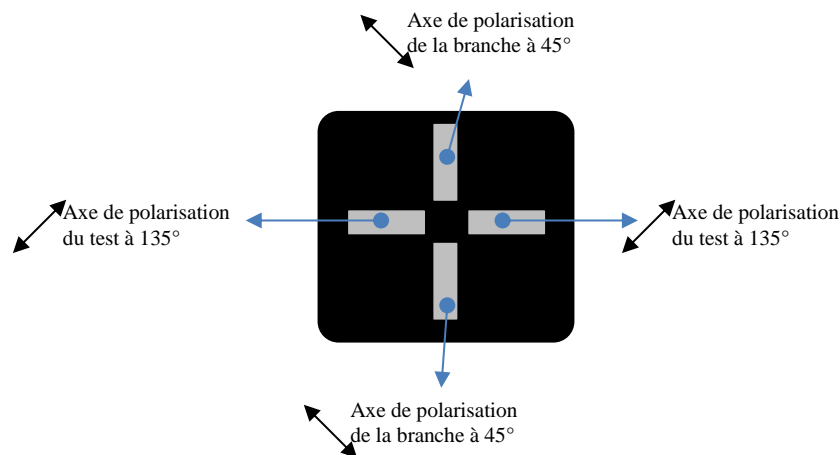 Axe de polarisation
de la branche à 45°
Axe de polarisation
du test à 135°
Axe de polarisation
du test à 135°
Axe de polarisation
de la branche à 45°